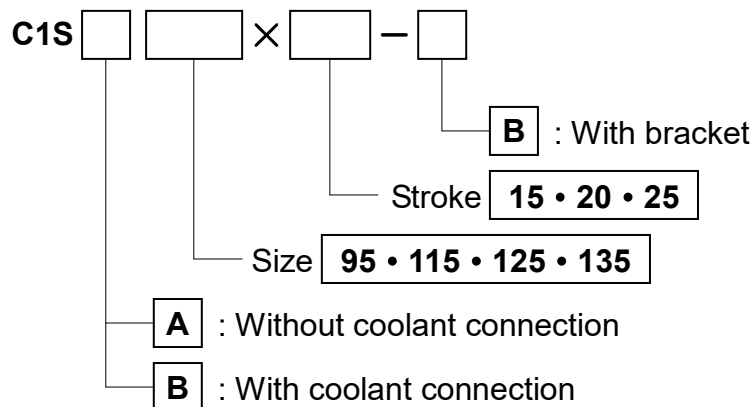 C1S × −
B : With bracket
Stroke 15 • 20 • 25
Size 95 • 115 • 125 • 135
A : Without coolant connection
B : With coolant connection